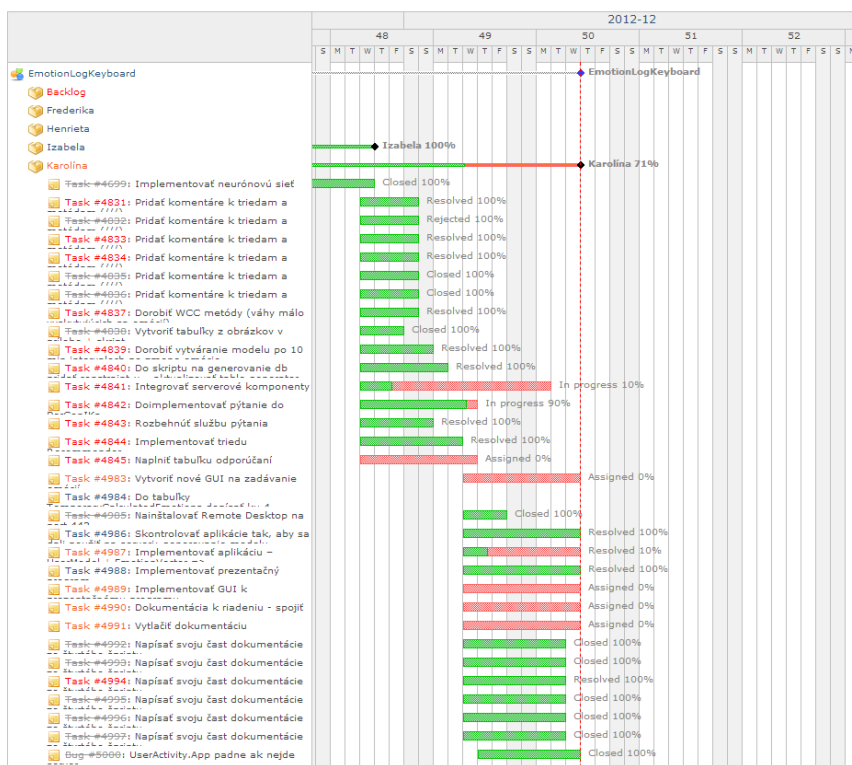 2012-12
48 49 50 51 52
S M T W T F S S M T W T F S S M T W T F S S M T W T F S S M T W T F S S M
EmotionLogKeyboard EmotionLogKeyboard
Backlog
Frederika
Henrieta
Izabela Izabela 100%
Karolína Karolína 71%
Task #4699: Implementovať neurónovú sieť Closed 100%
Task #4831: Pridať komentáre k triedam a Resolved 100%
Task #4832: Pridať komentáre k triedam a Rejected 100%
Task #4833: Pridať komentáre k triedam a Resolved 100%
Task #4834: Pridať komentáre k triedam a Resolved 100%
Task #4835: Pridať komentáre k triedam a Closed 100%
Task #4836: Pridať komentáre k triedam a Closed 100%
Task #4837: Dorobiť WCC metódy (váhy málo Resolved 100%
Task #4838: Vytvoriť tabuľky z obrázkov v Closed 100%
Task #4839: Dorobiť vytváranie modelu po 10 Resolved 100%
Task #4840: Do skriptu na generovanie db Resolved 100%
Task #4841: Integrovať serverové komponenty In progress 10%
Task #4842: Doimplementovať pýtanie do In progress 90%
Task #4843: Rozbehnúť službu pýtania Resolved 100%
Task #4844: Implementovať triedu Resolved 100%
Task #4845: Naplniť tabuľku odporúčaní Assigned 0%
Task #4983: Vytvoriť nové GUI na zadávanie Assigned 0%
Task #4984: Do tabuľky
Task #4985: Nainštalovať Remote Desktop na Closed 100%
Task #4986: Skontrolovať aplikácie tak, aby sa Resolved 100%
Task #4987: Implementovať aplikáciu – Resolved 10%
Task #4988: Implementovať prezentačný Resolved 100%
Task #4989: Implementovať GUI k Assigned 0%
Task #4990: Dokumentácia k riadeniu - spojiť Assigned 0%
Task #4991: Vytlačiť dokumentáciu Assigned 0%
Task #4992: Napísať svoju časť dokumentácie Closed 100%
Task #4993: Napísať svoju časť dokumentácie Closed 100%
Task #4994: Napísať svoju časť dokumentácie Resolved 100%
Task #4995: Napísať svoju časť dokumentácie Closed 100%
Task #4996: Napísať svoju časť dokumentácie Closed 100%
Task #4997: Napísať svoju časť dokumentácie Closed 100%
Bug #5000: UserActivity.App padne ak nejde Closed 100%